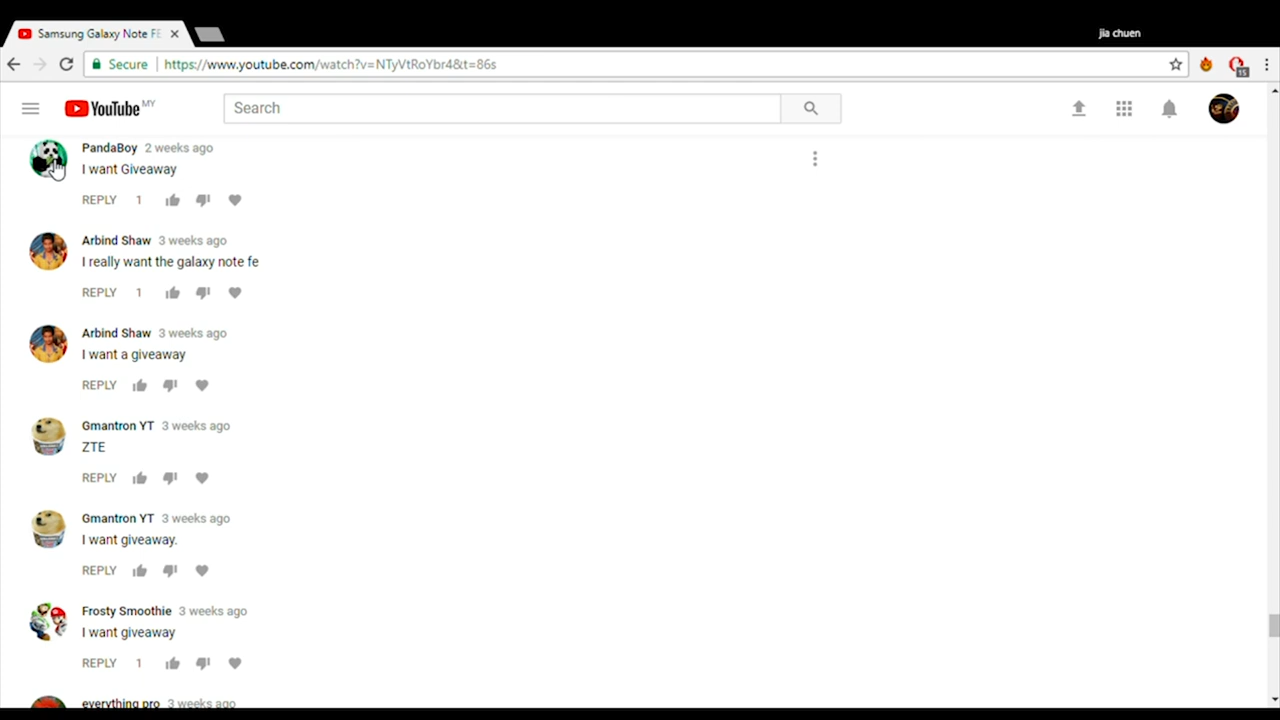 Samsung Galaxy Note FE
jia chuen
Secure
https://www.youtube.com/watch?v=NTyVtRoYbr4&t=86s
15
YouTube MY
Search
PandaBoy 2 weeks ago
I want Giveaway
REPLY 1
Arbind Shaw 3 weeks ago
I really want the galaxy note fe
REPLY 1
Arbind Shaw 3 weeks ago
I want a giveaway
REPLY
Gmantron YT 3 weeks ago
ZTE
REPLY
Gmantron YT 3 weeks ago
I want giveaway.
REPLY
Frosty Smoothie 3 weeks ago
I want giveaway
REPLY 1
everything pro 3 weeks ago